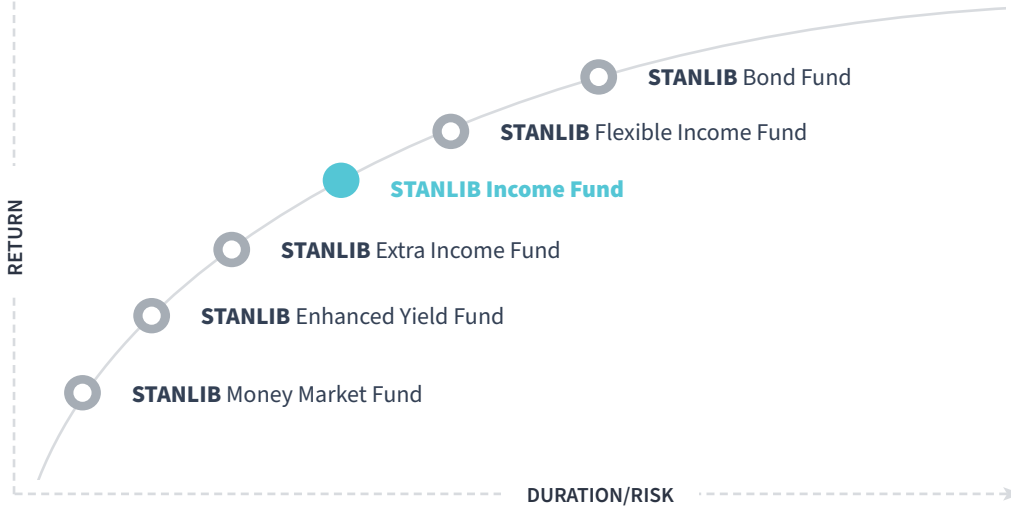 STANLIB Bond Fund
STANLIB Flexible Income Fund
STANLIB Income Fund
RETURN
STANLIB Extra Income Fund
STANLIB Enhanced Yield Fund
STANLIB Money Market Fund
DURATION/RISK